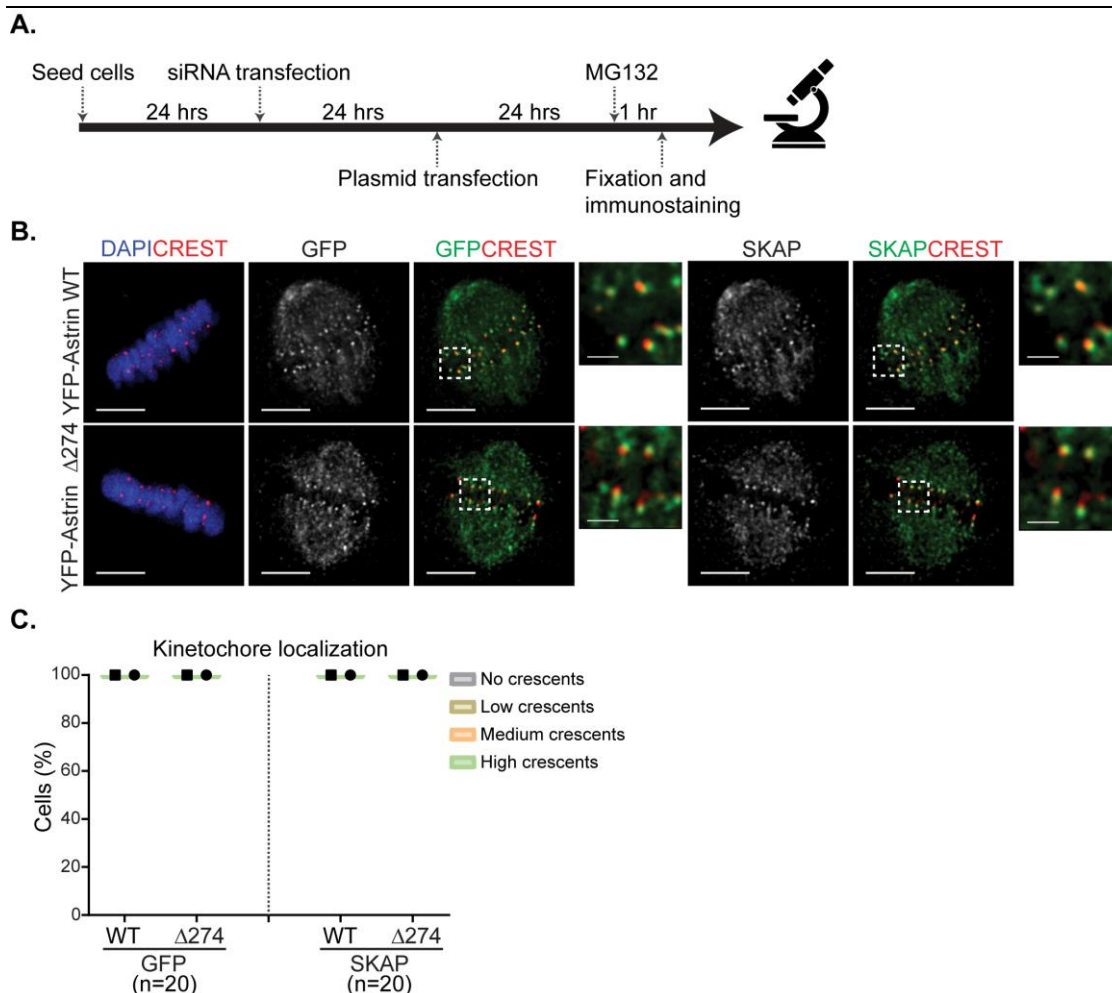 A.
Seed cells siRNA transfection MG132
24 hrs 24 hrs 24 hrs 1 hr
Plasmid transfection Fixation and
immunostaining
B.
DAPICREST GFP GFPCREST SKAP SKAPCREST
YFP-Astrin WT
YFP-Astrin Δ274
C.
Kinetochore localization
100
80
60
40
20
0
Cells (%)
No crescents
Low crescents
Medium crescents
High crescents
WT Δ274 WT Δ274
GFP SKAP
(n=20) (n=20)